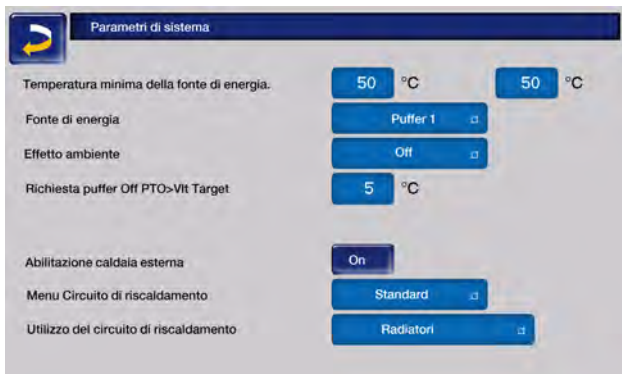 Parametri di sistema
Temperatura minima della fonte di energia. 50 °C 50 °C
Fonte di energia Puffer 1
Effetto ambiente Off
Richiesta puffer Off PTO>Vlt Target 5 °C
Abilitazione caldaia esterna On
Menu Circuito di riscaldamento Standard
Utilizzo del circuito di riscaldamento Radiatori